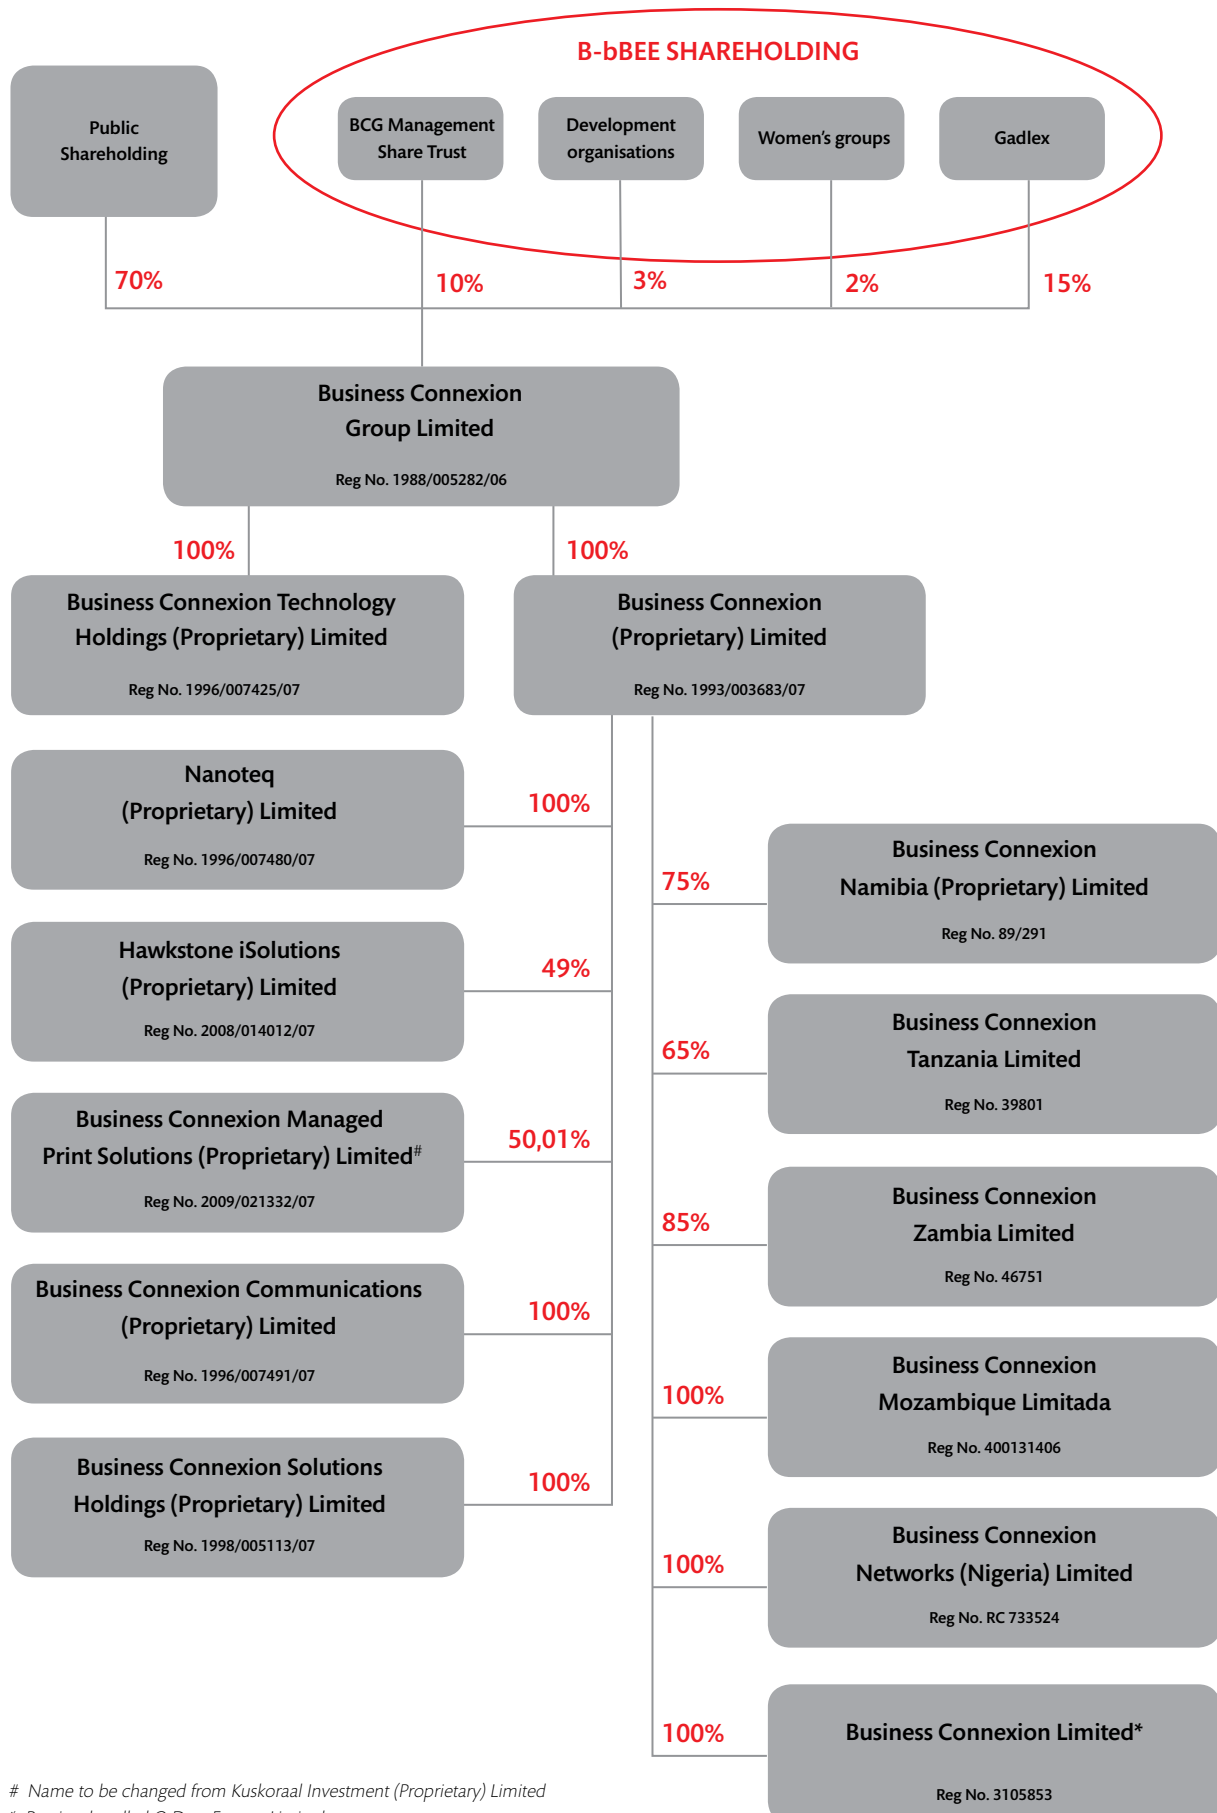 B-bBEE SHAREHOLDING
Public
Shareholding
BCG Management
Share Trust
Development
organisations
Women's groups
Gadlex
70%
10%
3%
2%
15%
Business Connexion
Group Limited
Reg No. 1988/005282/06
100%
100%
Business Connexion Technology
Holdings (Proprietary) Limited
Reg No. 1996/007425/07
Business Connexion
(Proprietary) Limited
Reg No. 1993/003683/07
Nanoteq
(Proprietary) Limited
Reg No. 1996/007480/07
100%
Hawkstone iSolutions
(Proprietary) Limited
Reg No. 2008/014012/07
49%
Business Connexion Managed
Print Solutions (Proprietary) Limited#
Reg No. 2009/021332/07
50,01%
Business Connexion Communications
(Proprietary) Limited
Reg No. 1996/007491/07
100%
Business Connexion Solutions
Holdings (Proprietary) Limited
Reg No. 1998/005113/07
100%
75%
Business Connexion
Namibia (Proprietary) Limited
Reg No. 89/291
65%
Business Connexion
Tanzania Limited
Reg No. 39801
85%
Business Connexion
Zambia Limited
Reg No. 46751
100%
Business Connexion
Mozambique Limitada
Reg No. 400131406
100%
Business Connexion
Networks (Nigeria) Limited
Reg No. RC 733524
100%
Business Connexion Limited*
Reg No. 3105853
# Name to be changed from Kuskoraal Investment (Proprietary) Limited